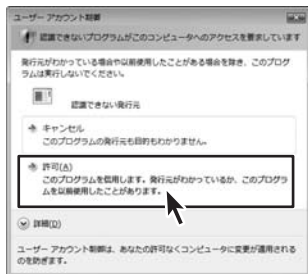 ユーザー アカウント制御
認識できないプログラムがこのコンピュータへのアクセスを要求しています
発行元がわかっている場合や以前使用したことがある場合を除き、このプログ
ラムは実行しないでください。
認識できない発行元
キャンセル
このプログラムの発行元も目的もわかりません。
許可(A)
このプログラムを信用します。発行元がわかっているか、このプログラ
ムを以前使用したことがあります。
詳細(D)
ユーザー アカウント制御は、あなたの許可なくコンピュータに変更が適用される
のを防ぎます。